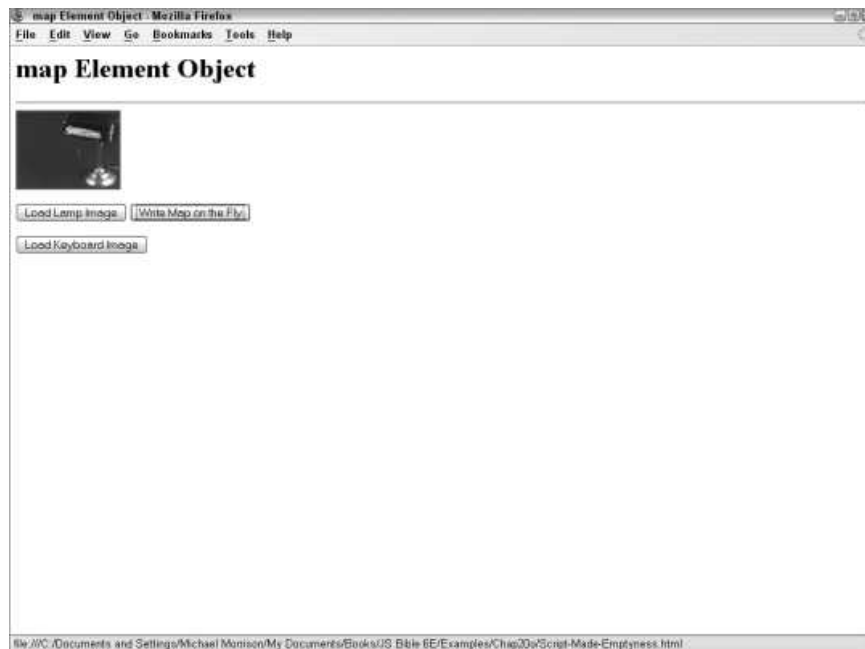 map Element Object - Mozilla Firefox
File Edit View Go Bookmarks Tools Help
map Element Object
Load Lamp Image Write Map on the Fly
Load Keyboard Image
file:///C:/Documents and Settings/Michael Morrison/My Documents/Books/JS Bible 6E/Examples/Chap20o/Script-Made-Emptyness.html